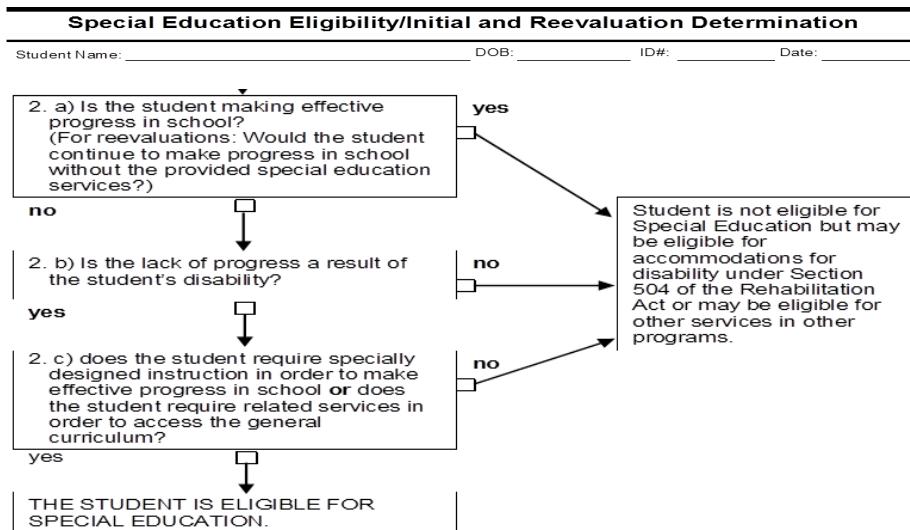 Special Education Eligibility/Initial and Reevaluation Determination
Student Name: DOB: ID#: Date:
2. a) Is the student making effective
progress in school?
(For reevaluations: Would the student
continue to make progress in school
without the provided special education
services?)
yes
no
Student is not eligible for
Special Education but may
be eligible for
accommodations for
disability under Section
504 of the Rehabilitation
Act or may be eligible for
other services in other
programs.
2. b) Is the lack of progress a result of
the student's disability?
no
yes
2. c) does the student require specially
designed instruction in order to make
effective progress in school or does
the student require related services in
order to access the general
curriculum?
no
yes
THE STUDENT IS ELIGIBLE FOR
SPECIAL EDUCATION.